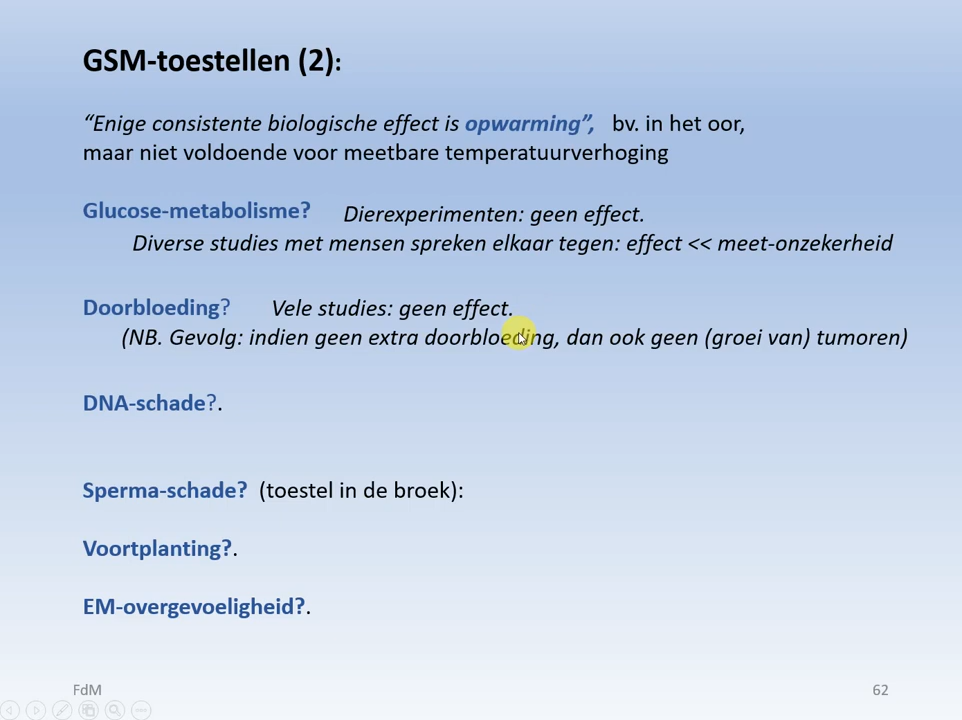 GSM-toestellen (2):
“Enige consistente biologische effect is opwarming”, bv. in het oor,
maar niet voldoende voor meetbare temperatuurverhoging
Glucose-metabolisme? Dierexperimenten: geen effect.
Diverse studies met mensen spreken elkaar tegen: effect << meet-onzekerheid
Doorbloeding? Vele studies: geen effect.
(NB. Gevolg: indien geen extra doorbloeding, dan ook geen (groei van) tumoren)
DNA-schade?.
Sperma-schade? (toestel in de broek):
Voortplanting?.
EM-overgevoeligheid?.
FdM 62